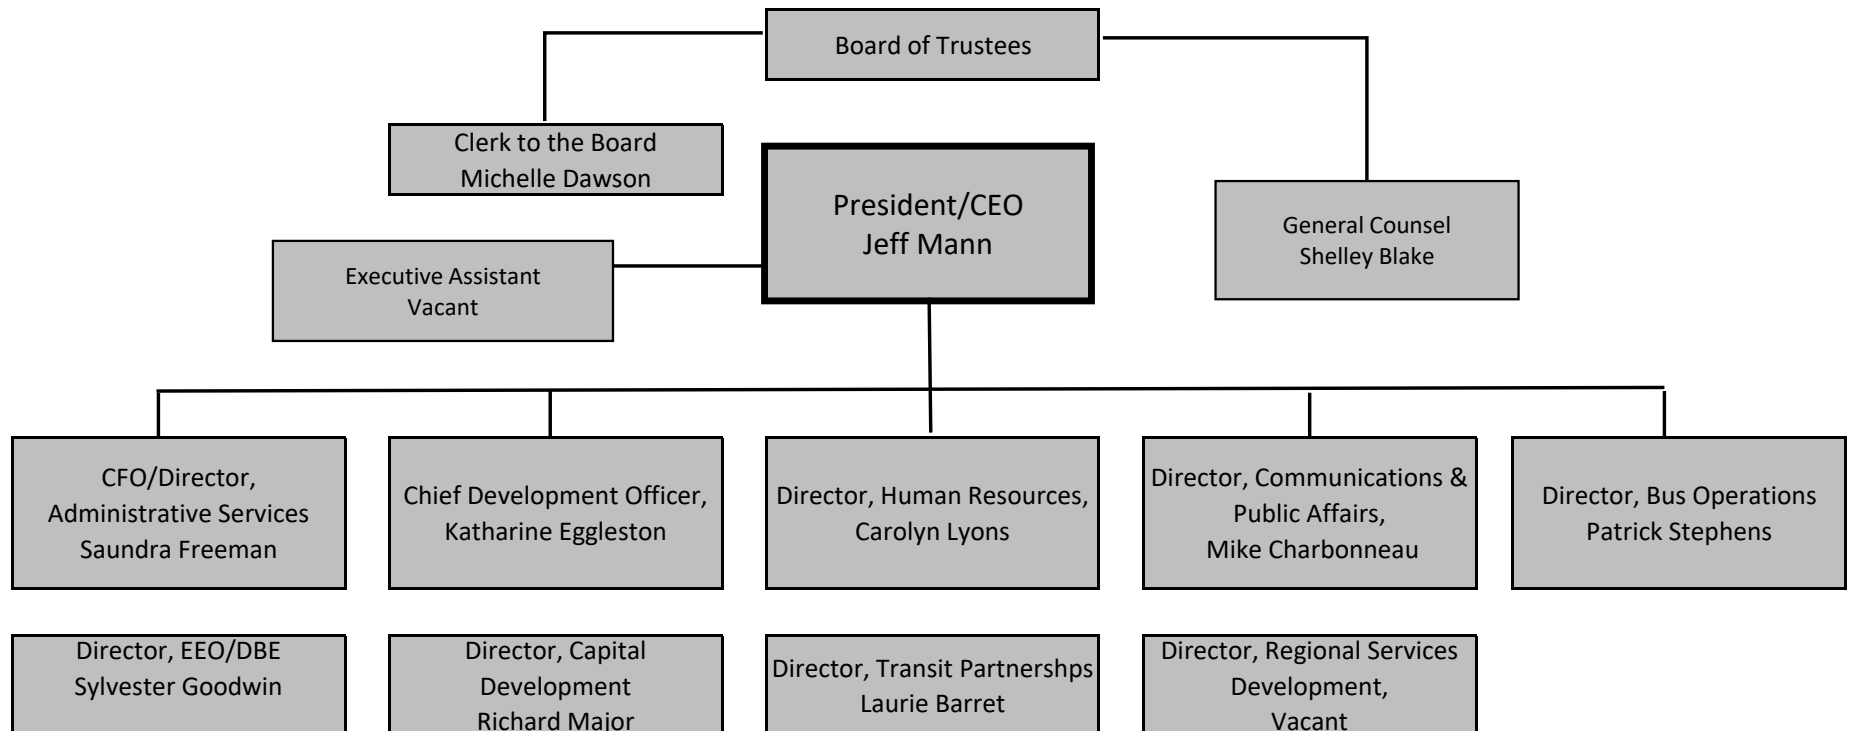 Board of Trustees
Clerk to the Board
Michelle Dawson
President/CEO
Jeff Mann
General Counsel
Shelley Blake
Executive Assistant
Vacant
CFO/Director,
Administrative Services
Saundra Freeman
Chief Development Officer,
Katharine Eggleston
Director, Human Resources,
Carolyn Lyons
Director, Communications &
Public Affairs,
Mike Charbonneau
Director, Bus Operations
Patrick Stephens
Director, EEO/DBE
Sylvester Goodwin
Director, Capital
Development
Richard Major
Director, Transit Partnershps
Laurie Barret
Director, Regional Services
Development,
Vacant